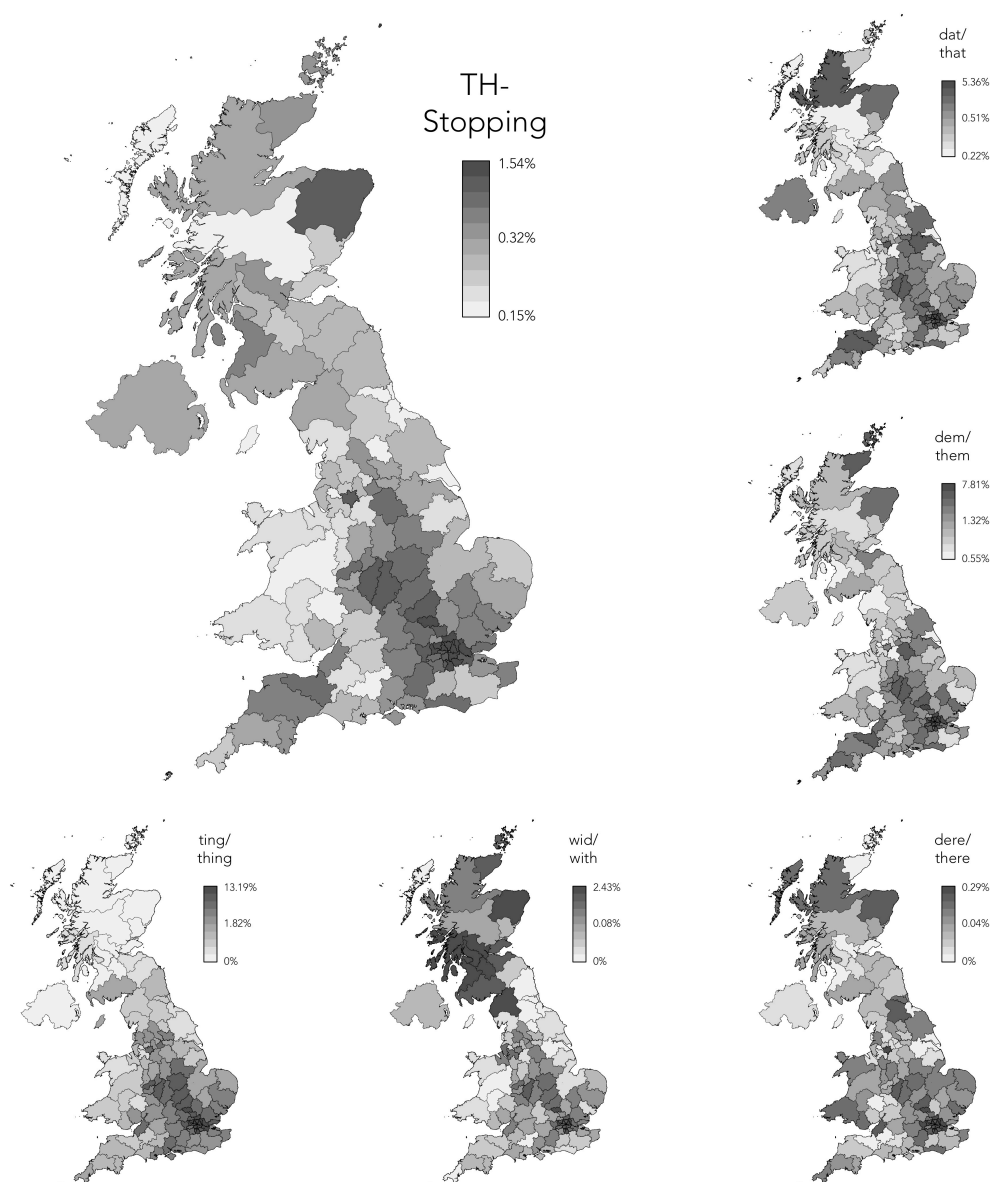 TH-
Stopping
1.54%
0.32%
0.15%
dat/
that
5.36%
0.51%
0.22%
dem/
them
7.81%
1.32%
0.55%
ting/
thing
13.19%
1.82%
0%
wid/
with
2.43%
0.08%
0%
dere/
there
0.29%
0.04%
0%